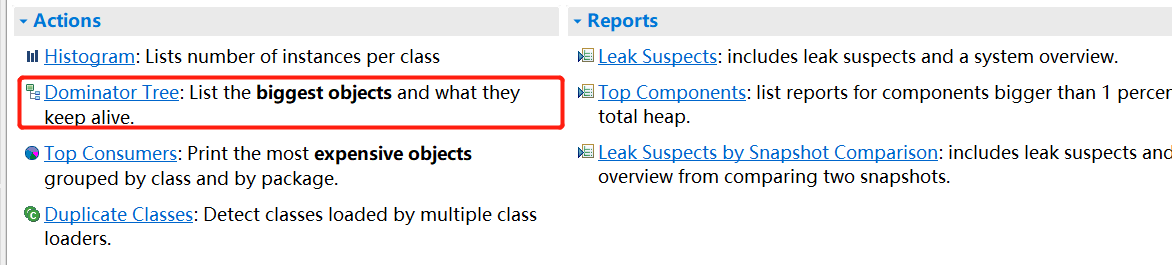 Actions
Histogram: Lists number of instances per class
Dominator Tree: List the biggest objects and what they
keep alive.
Top Consumers: Print the most expensive objects
grouped by class and by package.
Duplicate Classes: Detect classes loaded by multiple class
loaders.
Reports
Leak Suspects: includes leak suspects and a system overview.
Top Components: list reports for components bigger than 1 percen
total heap.
Leak Suspects by Snapshot Comparison: includes leak suspects and
overview from comparing two snapshots.